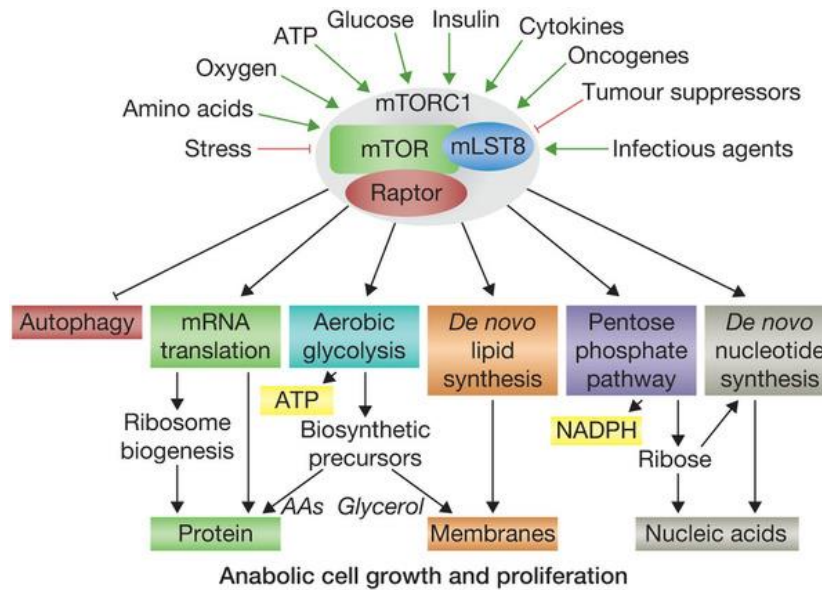 Glucose
Insulin
Cytokines
ATP
Oncogenes
Oxygen
Tumour suppressors
mTORC1
Amino acids
Stress
mTOR
mLST8
Infectious agents
Raptor
Autophagy
mRNA
translation
Aerobic
glycolysis
De novo
lipid
synthesis
Pentose
phosphate
pathway
De novo
nucleotide
synthesis
ATP
NADPH
Ribosome
biogenesis
Biosynthetic
precursors
Ribose
AAs
Glycerol
Protein
Membranes
Nucleic acids
Anabolic cell growth and proliferation